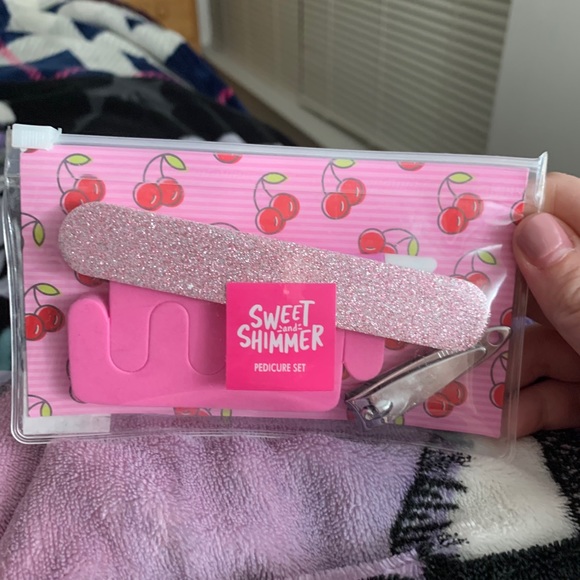 SWEET
and
SHIMMER
PEDICURE SET